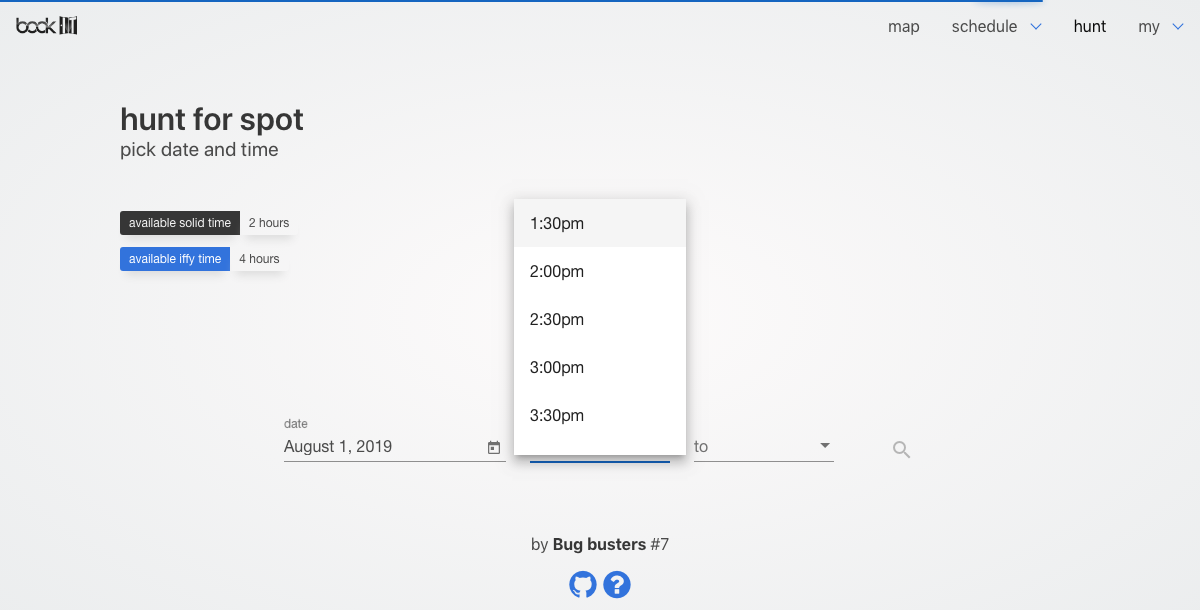 book
map
schedule
hunt
my
hunt for spot
pick date and time
available solid time 2 hours
available iffy time 4 hours
1:30pm
2:00pm
2:30pm
3:00pm
3:30pm
date
August 1, 2019
to
by Bug busters #7
?